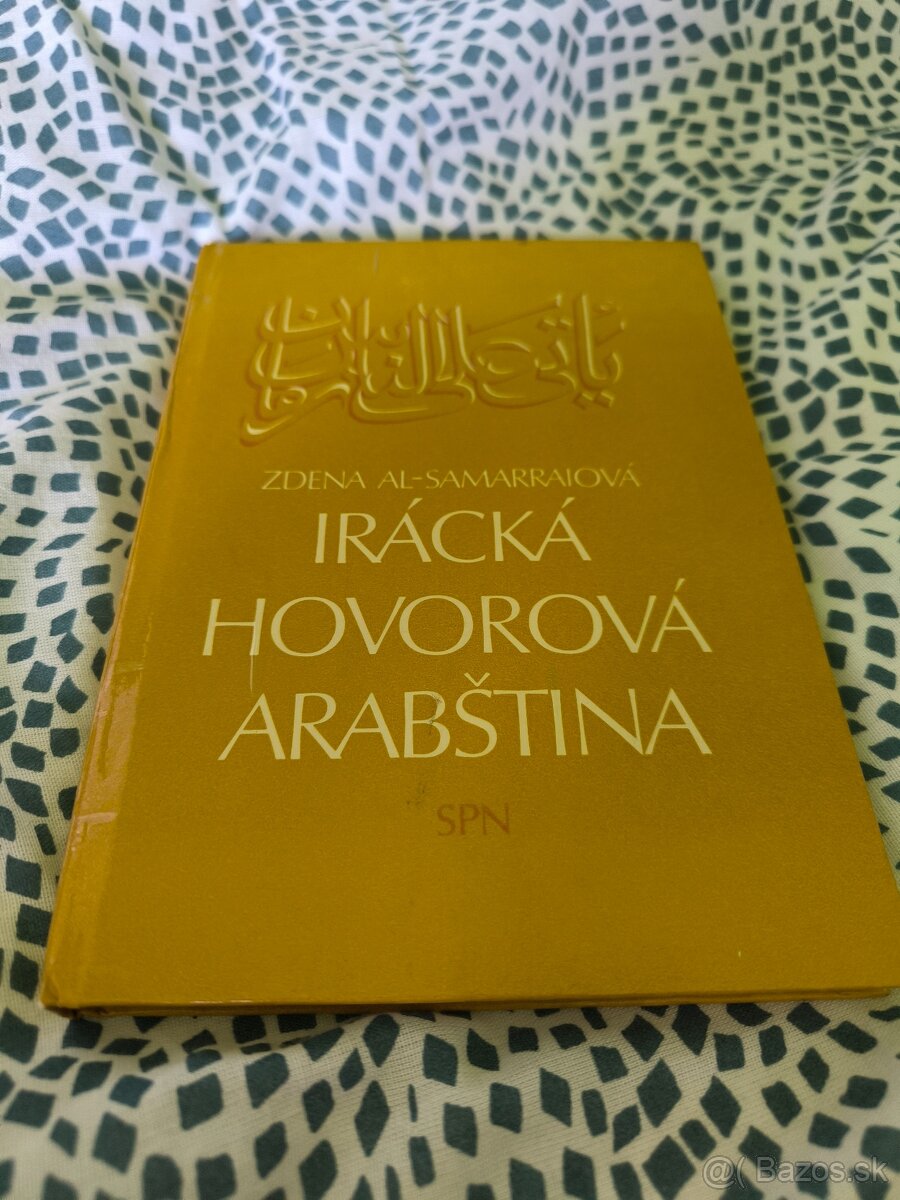 ZDENA AL-SAMARRAIOVÁ
IRÁCKÁ
HOVOROVÁ
ARABŠTINA
SPN
@( Bazos.sk